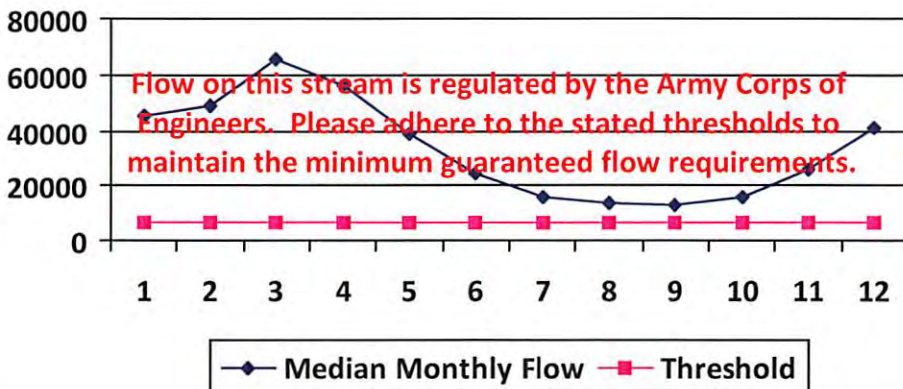 80000
60000
40000
20000
0
Flow on this stream is regulated by the Army Corps of
Engineers. Please adhere to the stated thresholds to
maintain the minimum guaranteed flow requirements.
1 2 3 4 5 6 7 8 9 10 11 12
Median Monthly Flow Threshold